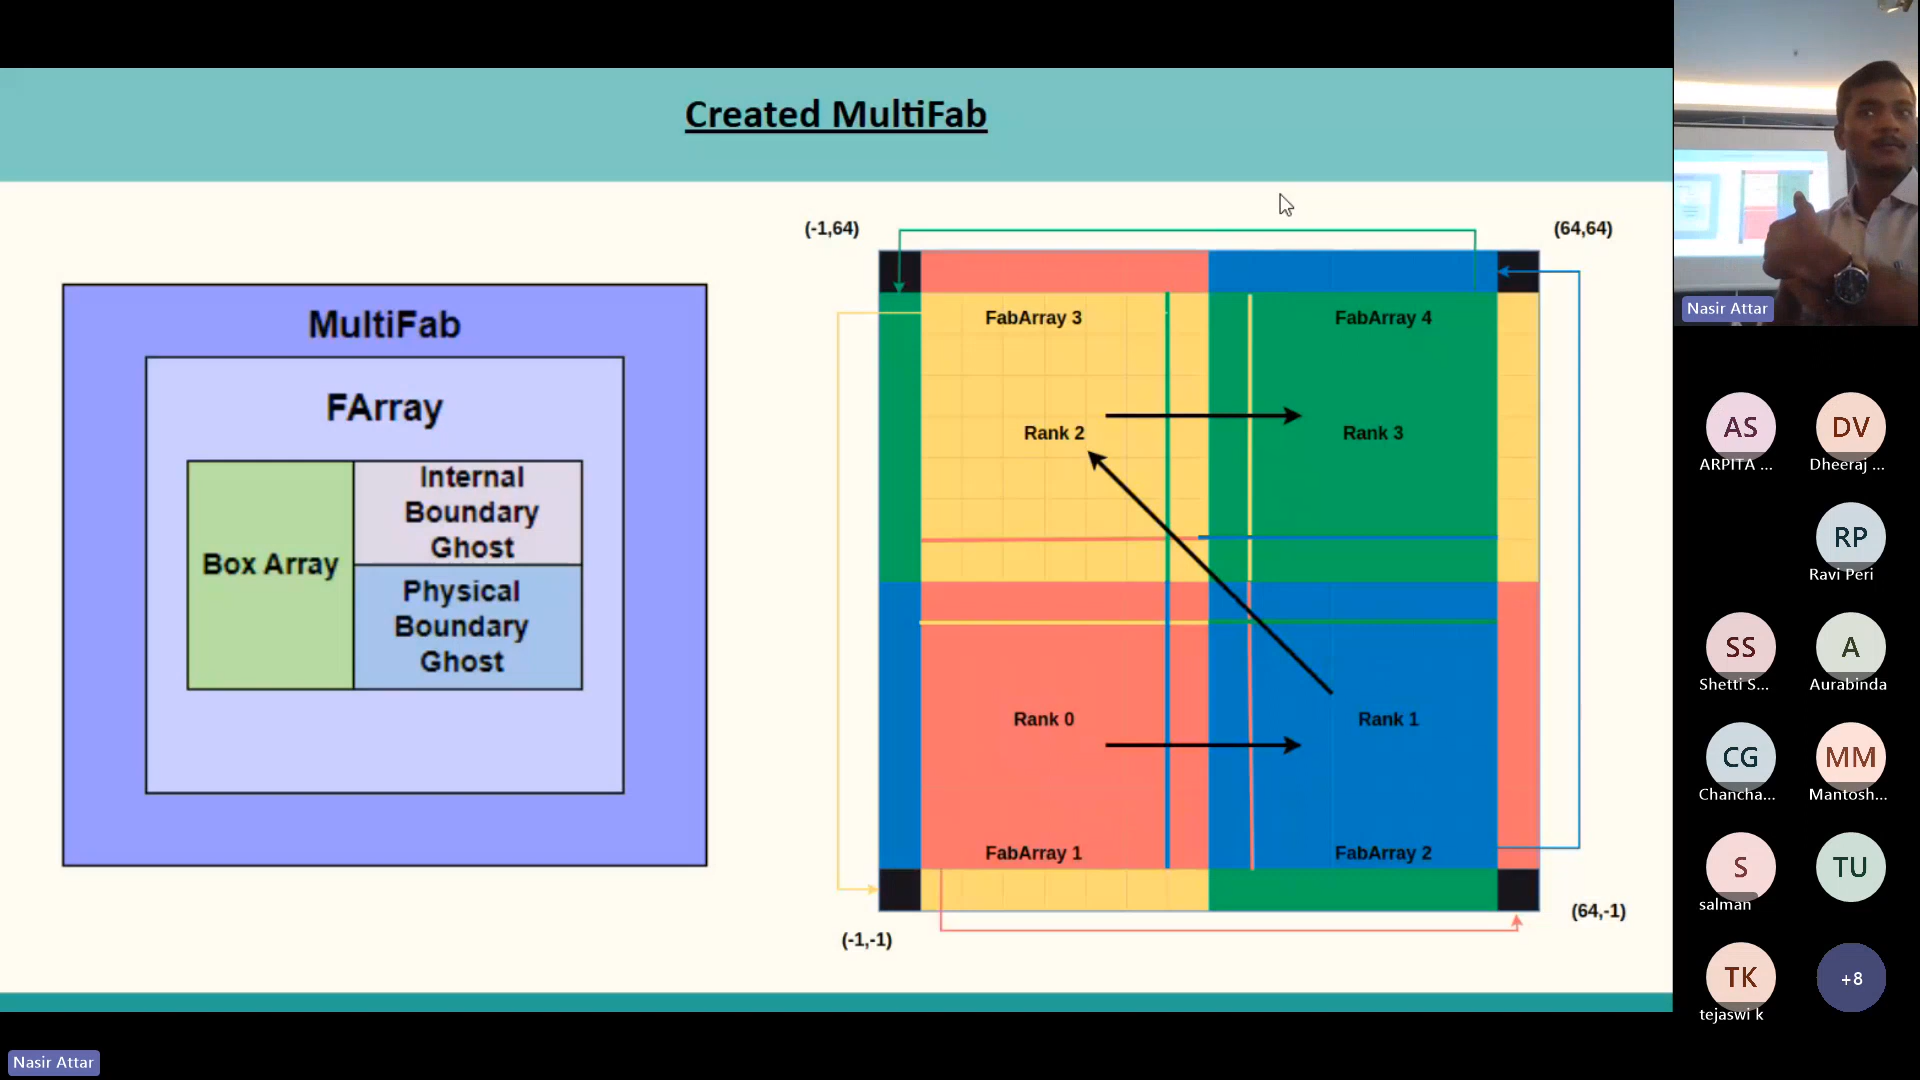 Created MultiFab
MultiFab
FArray
Box Array
Internal
Boundary
Ghost
Physical
Boundary
Ghost
(-1,64)
(64,64)
FabArray 3
FabArray 4
Rank 2
Rank 3
Rank 0
Rank 1
FabArray 1
FabArray 2
(64,-1)
(-1,-1)
Nasir Attar
AS
ARPITA ...
DV
Dheeraj ...
RP
Ravi Peri
SS
Shetti S...
A
Aurabinda
CG
Chancha...
MM
Mantosh...
S
salman
TU
TK
tejaswi k
+8
Nasir Attar